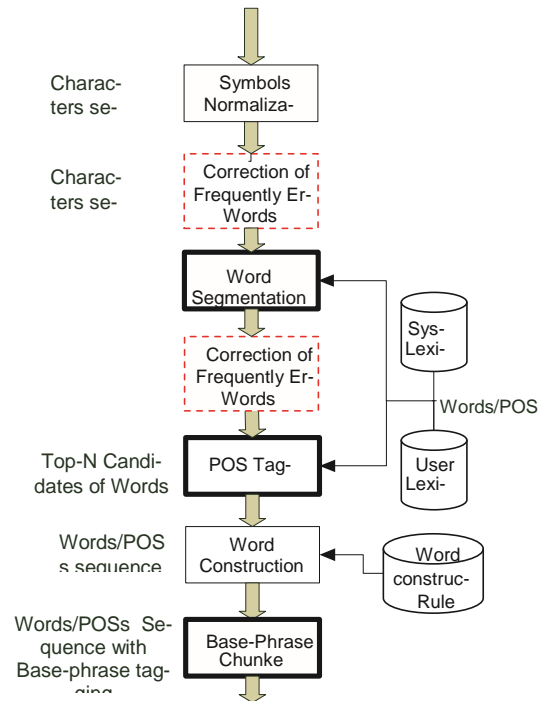 Charac-
ters se-
Symbols
Normaliza-
Charac-
ters se-
Correction of
Frequently Er-
Words
Word
Segmentation
Sys-
Lexi-
Correction of
Frequently Er-
Words
Words/POS
User
Lexi-
Top-N Candi-
dates of Words
POS Tag-
Words/POS
s sequence
Word
Construction
Word
construc-
Rule
Words/POSs Se-
quence with
Base-phrase tag-
ging
Base-Phrase
Chunke